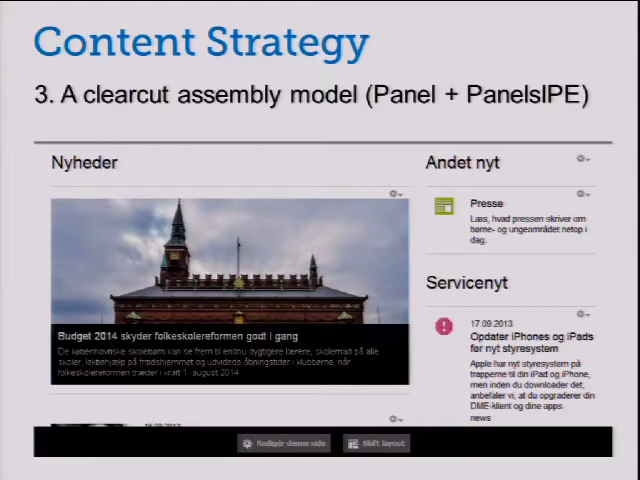 Content Strategy
3. A clearcut assembly model (Panel + PanelsIPE)
Nyheder
Budget 2014 skyder folkeskolereformen godt i gang
De københavnske skolebørn kan se frem til endnu dygtigere lærere, skolemad på alle
skoler, lektiehjælp på fritidshjemmet og udvidede åbningstider i klubberne, når
folkeskolereformen træder i kraft 1. august 2014
18.09.2013
Andet nyt
Presse
Læs, hvad pressen skriver om
børne- og ungeområdet netop i
dag.
Servicenyt
17.09.2013
Opdater iPhones og iPads
før nyt styresystem
Apple har nyt styresystem på
trapperne til din iPad og iPhone,
men inden du downloader det,
anbefaler vi, at du opgraderer din
DME-klient og dine apps
news
Redigér denne side
Skift layout